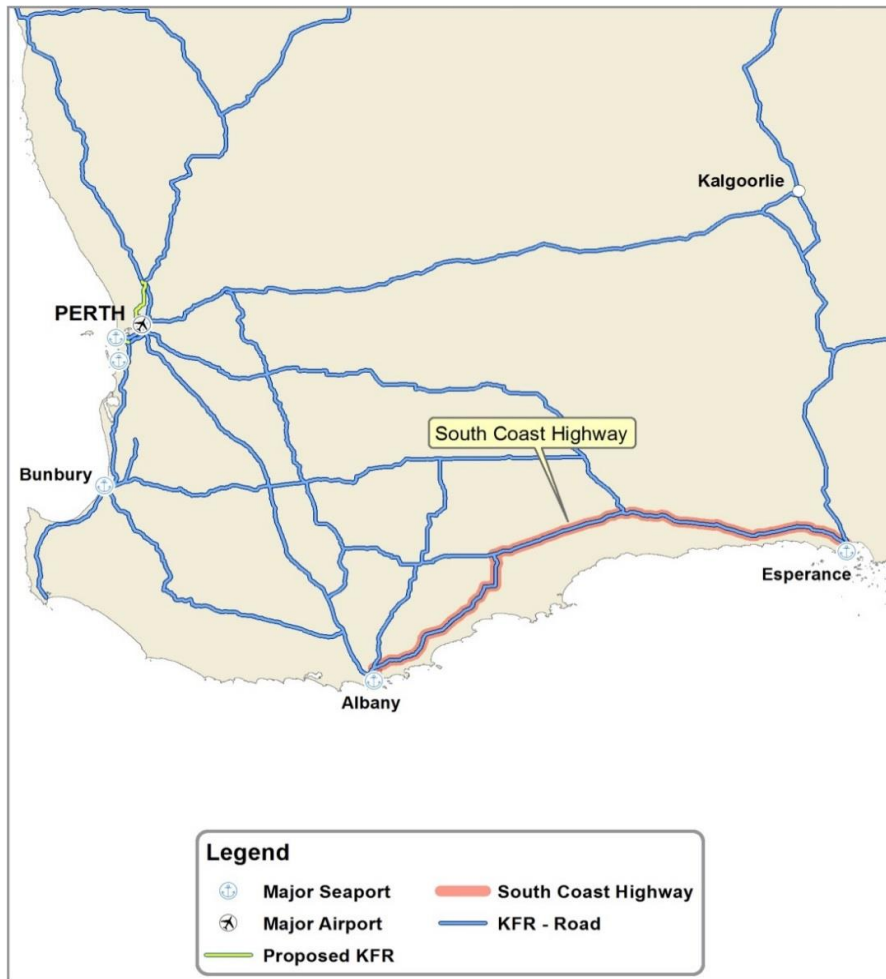 Kalgoorlie
PERTH
South Coast Highway
Bunbury
Esperance
Albany
Legend
Major Seaport
South Coast Highway
Major Airport
KFR - Road
Proposed KFR